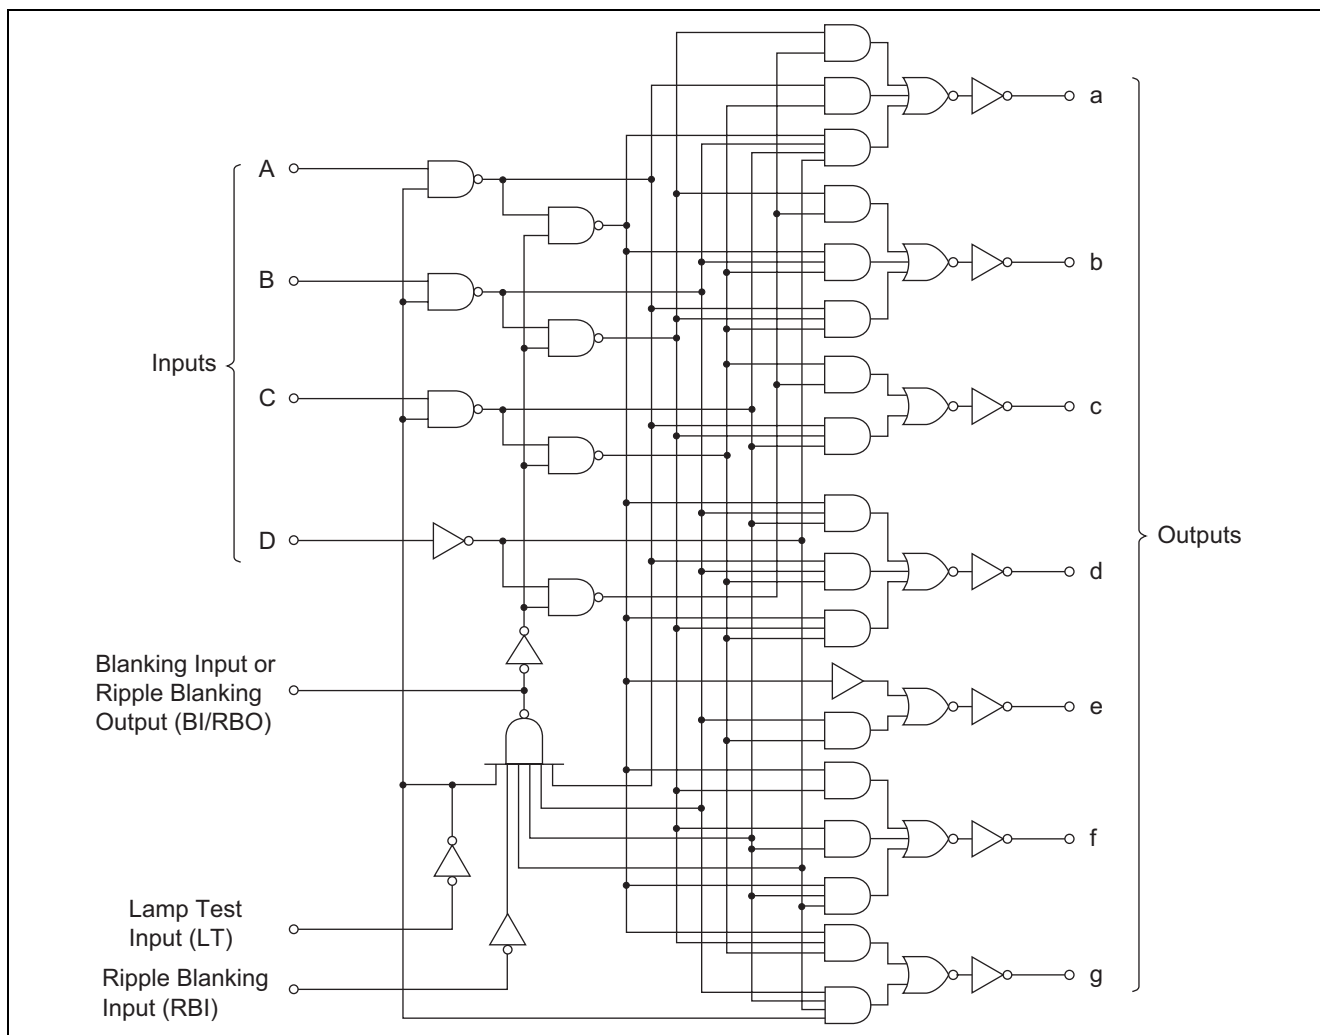 A
B
Inputs
C
D
Blanking Input or
Ripple Blanking
Output (BI/RBO)
Lamp Test
Input (LT)
Ripple Blanking
Input (RBI)
a
b
c
d
e
f
g
Outputs